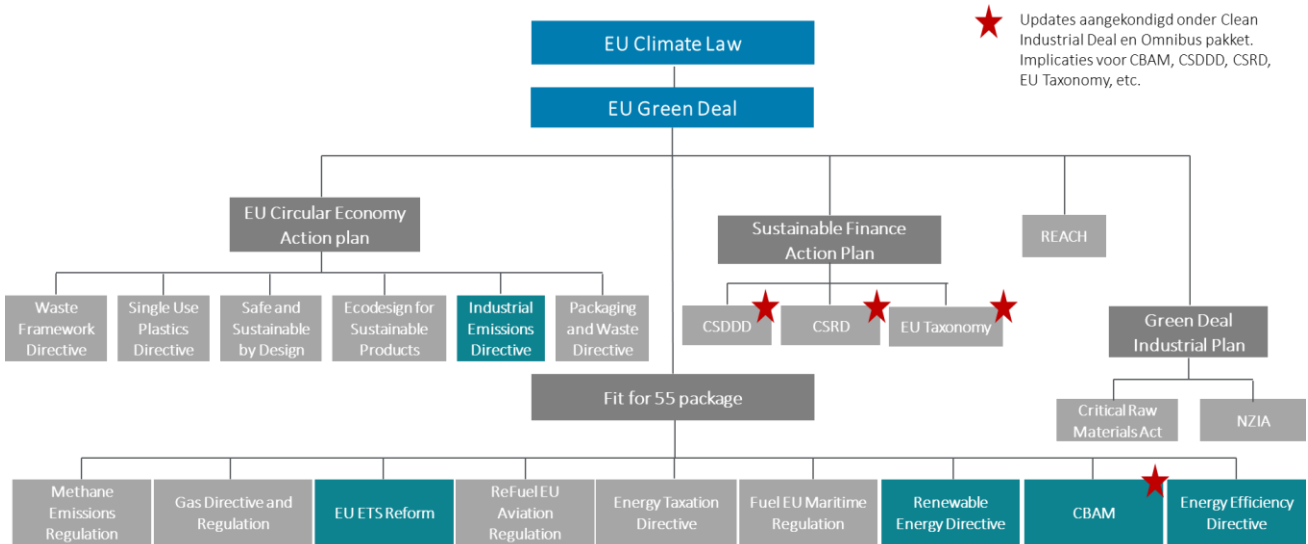 Updates aangekondigd onder Clean
Industrial Deal en Omnibus pakket.
Implicaties voor CBAM, CSDDD, CSRD,
EU Taxonomy, etc.
EU Climate Law
EU Green Deal
EU Circular Economy
Action plan
Sustainable Finance
Action Plan
REACH
Waste
Framework
Directive
Single Use
Plastics
Directive
Safe and
Sustainable
by Design
Ecodesign for
Sustainable
Products
Industrial
Emissions
Directive
Packaging
and Waste
Directive
CSDDD
CSRD
EU Taxonomy
Green Deal
Industrial Plan
Fit for 55 package
Critical Raw
Materials Act
NZIA
Methane
Emissions
Regulation
Gas Directive and
Regulation
EU ETS Reform
ReFuel EU
Aviation
Regulation
Energy Taxation
Directive
Fuel EU Maritime
Regulation
Renewable
Energy Directive
CBAM
Energy Efficiency
Directive